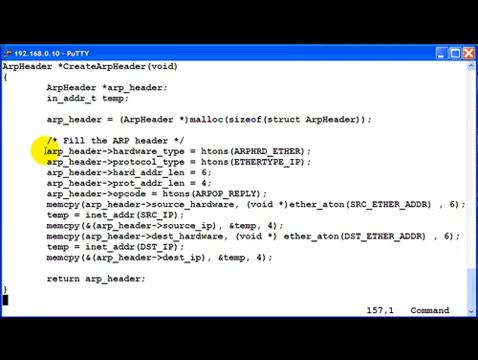 192.168.0.10 - PuTTY
ArpHeader *CreateArpHeader(void)
{
ArpHeader *arp_header;
in_addr_t temp;
arp_header = (ArpHeader *)malloc(sizeof(struct ArpHeader));
/* Fill the ARP header */
arp_header->hardware_type = htons(ARPHRD_ETHER);
arp_header->protocol_type = htons(ETHERTYPE_IP);
arp_header->hard_addr_len = 6;
arp_header->prot_addr_len = 4;
arp_header->opcode = htons(ARPOP_REPLY);
memcpy(arp_header->source_hardware, (void *)ether_aton(SRC_ETHER_ADDR) , 6);
temp = inet_addr(SRC_IP);
memcpy(&(arp_header->source_ip), &temp, 4);
memcpy(arp_header->dest_hardware, (void *) ether_aton(DST_ETHER_ADDR) , 6);
temp = inet_addr(DST_IP);
memcpy(&(arp_header->dest_ip), &temp, 4);
return arp_header;
}
157,1 Command